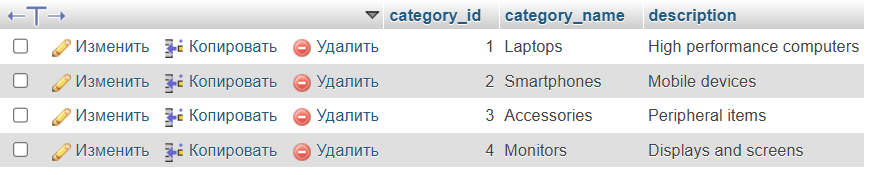 category_id category_name description
Изменить Копировать Удалить 1 Laptops High performance computers
Изменить Копировать Удалить 2 Smartphones Mobile devices
Изменить Копировать Удалить 3 Accessories Peripheral items
Изменить Копировать Удалить 4 Monitors Displays and screens